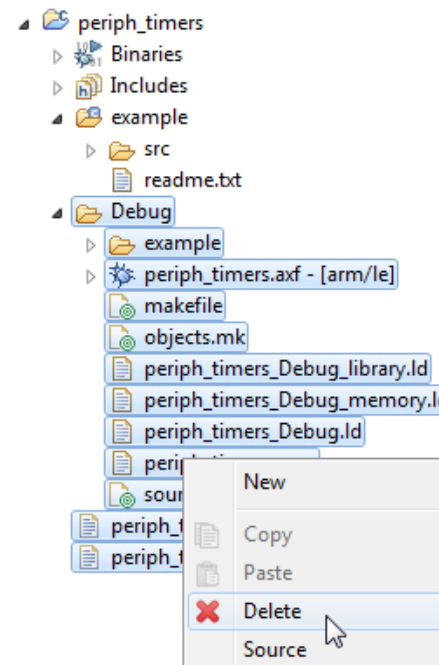 periph_timers
Binaries
Includes
example
src
readme.txt
Debug
example
periph_timers.axf - [arm/le]
makefile
objects.mk
periph_timers_Debug_library.ld
periph_timers_Debug_memory.l
periph_timers_Debug.ld
New
Copy
Paste
Delete
Source